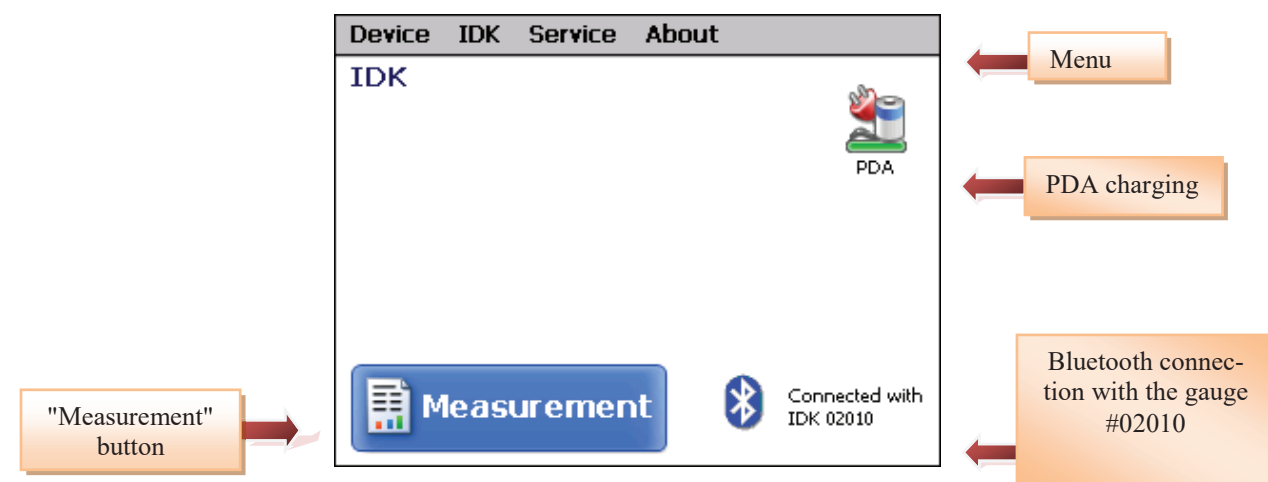 Device IDK Service About
Menu
IDK
PDA
PDA charging
Measurement
Connected with
IDK 02010
"Measurement"
button
Bluetooth connec-
tion with the gauge
#02010